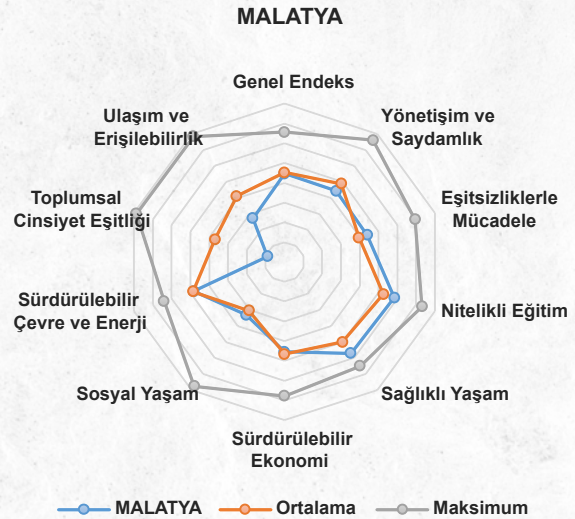 MALATYA
Genel Endeks
Yönetişim ve
Saydamlık
Eşitsizliklerle
Mücadele
Nitelikli Eğitim
Sağlıklı Yaşam
Sürdürülebilir
Ekonomi
Sosyal Yaşam
Sürdürülebilir
Çevre ve Enerji
Toplumsal
Cinsiyet Eşitliği
Ulaşım ve
Erişilebilirlik
MALATYA Ortalama Maksimum